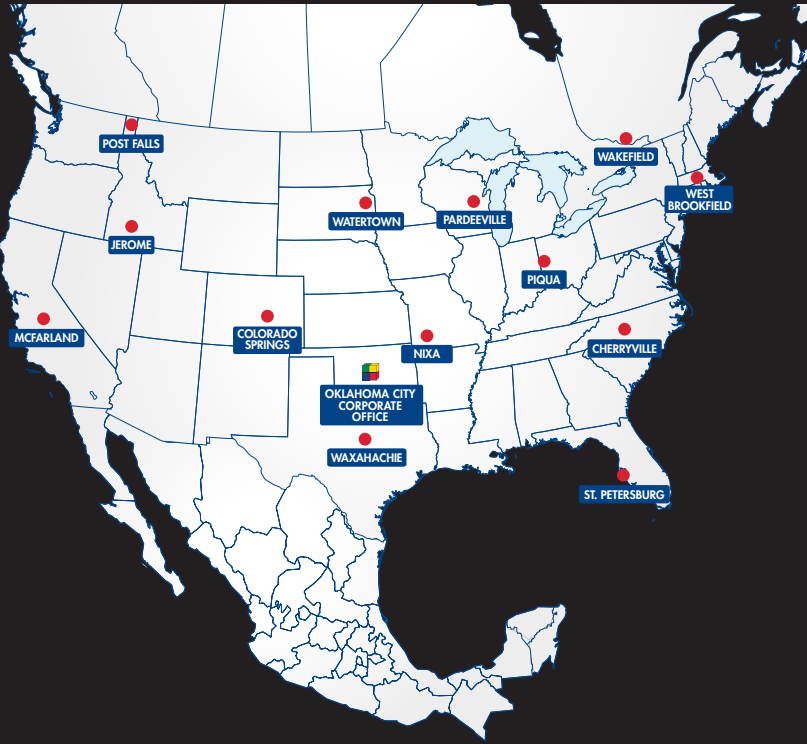 POST FALLS
WAKEFIELD
WEST
BROOKFIELD
WATERTOWN
PARDEEVILLE
JEROME
PIQUA
MCFARLAND
COLORADO
SPRINGS
NIXA
CHERRYVILLE
OKLAHOMA CITY
CORPORATE
OFFICE
WAXAHACHIE
ST. PETERSBURG